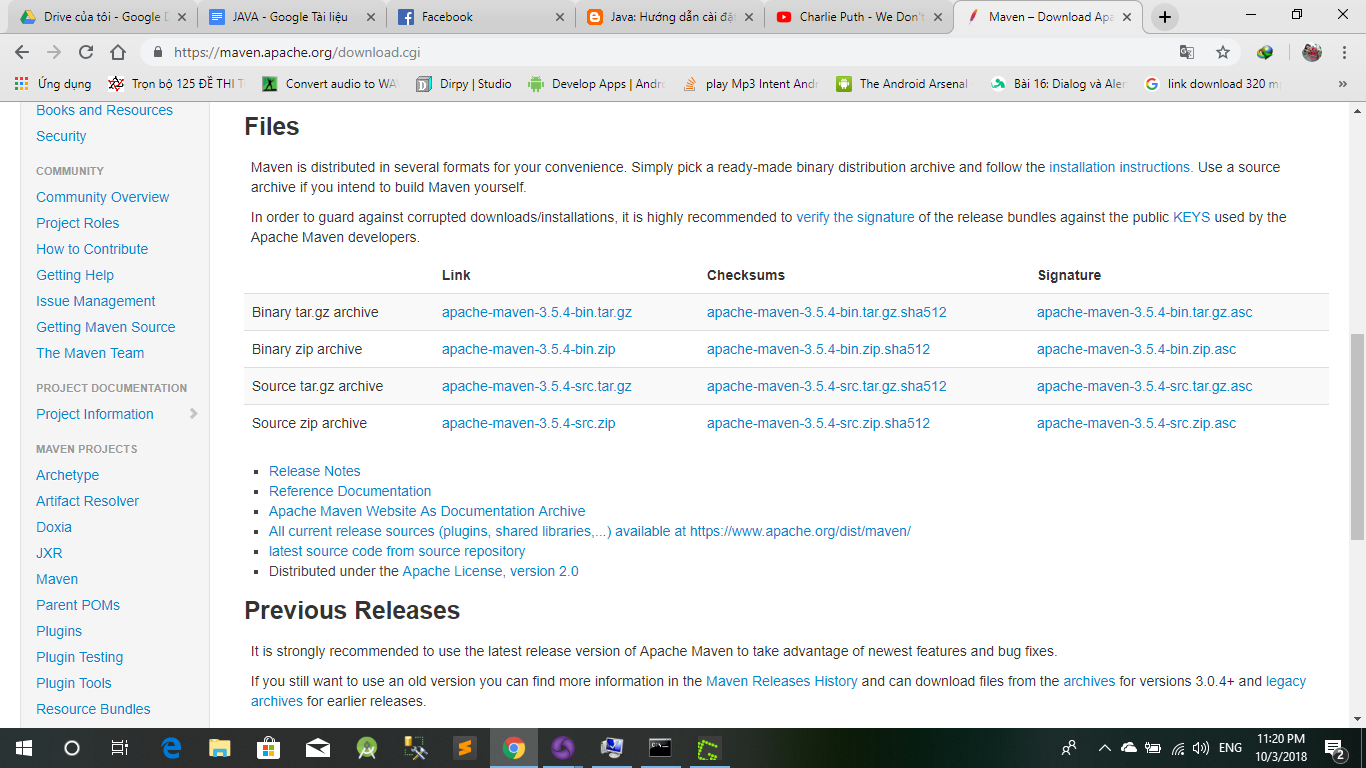 Drive của tôi - Google D
JAVA - Google Tài liệu
Facebook
Java: Hướng dẫn cài đặt
Charlie Puth - We Don't
Maven – Download Apa
https://maven.apache.org/download.cgi
Ứng dụng
Trọn bộ 125 ĐỀ THI T
Convert audio to WA
Dirpy | Studio
Develop Apps | Andro
play Mp3 Intent Andr
The Android Arsenal
Bài 16: Dialog và Aler
link download 320 m
Books and Resources
Security
COMMUNITY
Community Overview
Project Roles
How to Contribute
Getting Help
Issue Management
Getting Maven Source
The Maven Team
PROJECT DOCUMENTATION
Project Information
MAVEN PROJECTS
Archetype
Artifact Resolver
Doxia
JXR
Maven
Parent POMs
Plugins
Plugin Testing
Plugin Tools
Resource Bundles
Files
Maven is distributed in several formats for your convenience. Simply pick a ready-made binary distribution archive and follow the installation instructions. Use a source
archive if you intend to build Maven yourself.
In order to guard against corrupted downloads/installations, it is highly recommended to verify the signature of the release bundles against the public KEYS used by the
Apache Maven developers.
Link Checksums Signature
Binary tar.gz archive apache-maven-3.5.4-bin.tar.gz apache-maven-3.5.4-bin.tar.gz.sha512 apache-maven-3.5.4-bin.tar.gz.asc
Binary zip archive apache-maven-3.5.4-bin.zip apache-maven-3.5.4-bin.zip.sha512 apache-maven-3.5.4-bin.zip.asc
Source tar.gz archive apache-maven-3.5.4-src.tar.gz apache-maven-3.5.4-src.tar.gz.sha512 apache-maven-3.5.4-src.tar.gz.asc
Source zip archive apache-maven-3.5.4-src.zip apache-maven-3.5.4-src.zip.sha512 apache-maven-3.5.4-src.zip.asc
Release Notes
Reference Documentation
Apache Maven Website As Documentation Archive
All current release sources (plugins, shared libraries,...) available at https://www.apache.org/dist/maven/
latest source code from source repository
Distributed under the Apache License, version 2.0
Previous Releases
It is strongly recommended to use the latest release version of Apache Maven to take advantage of newest features and bug fixes.
If you still want to use an old version you can find more information in the Maven Releases History and can download files from the archives for versions 3.0.4+ and legacy
archives for earlier releases.
ENG
11:20 PM
10/3/2018
2